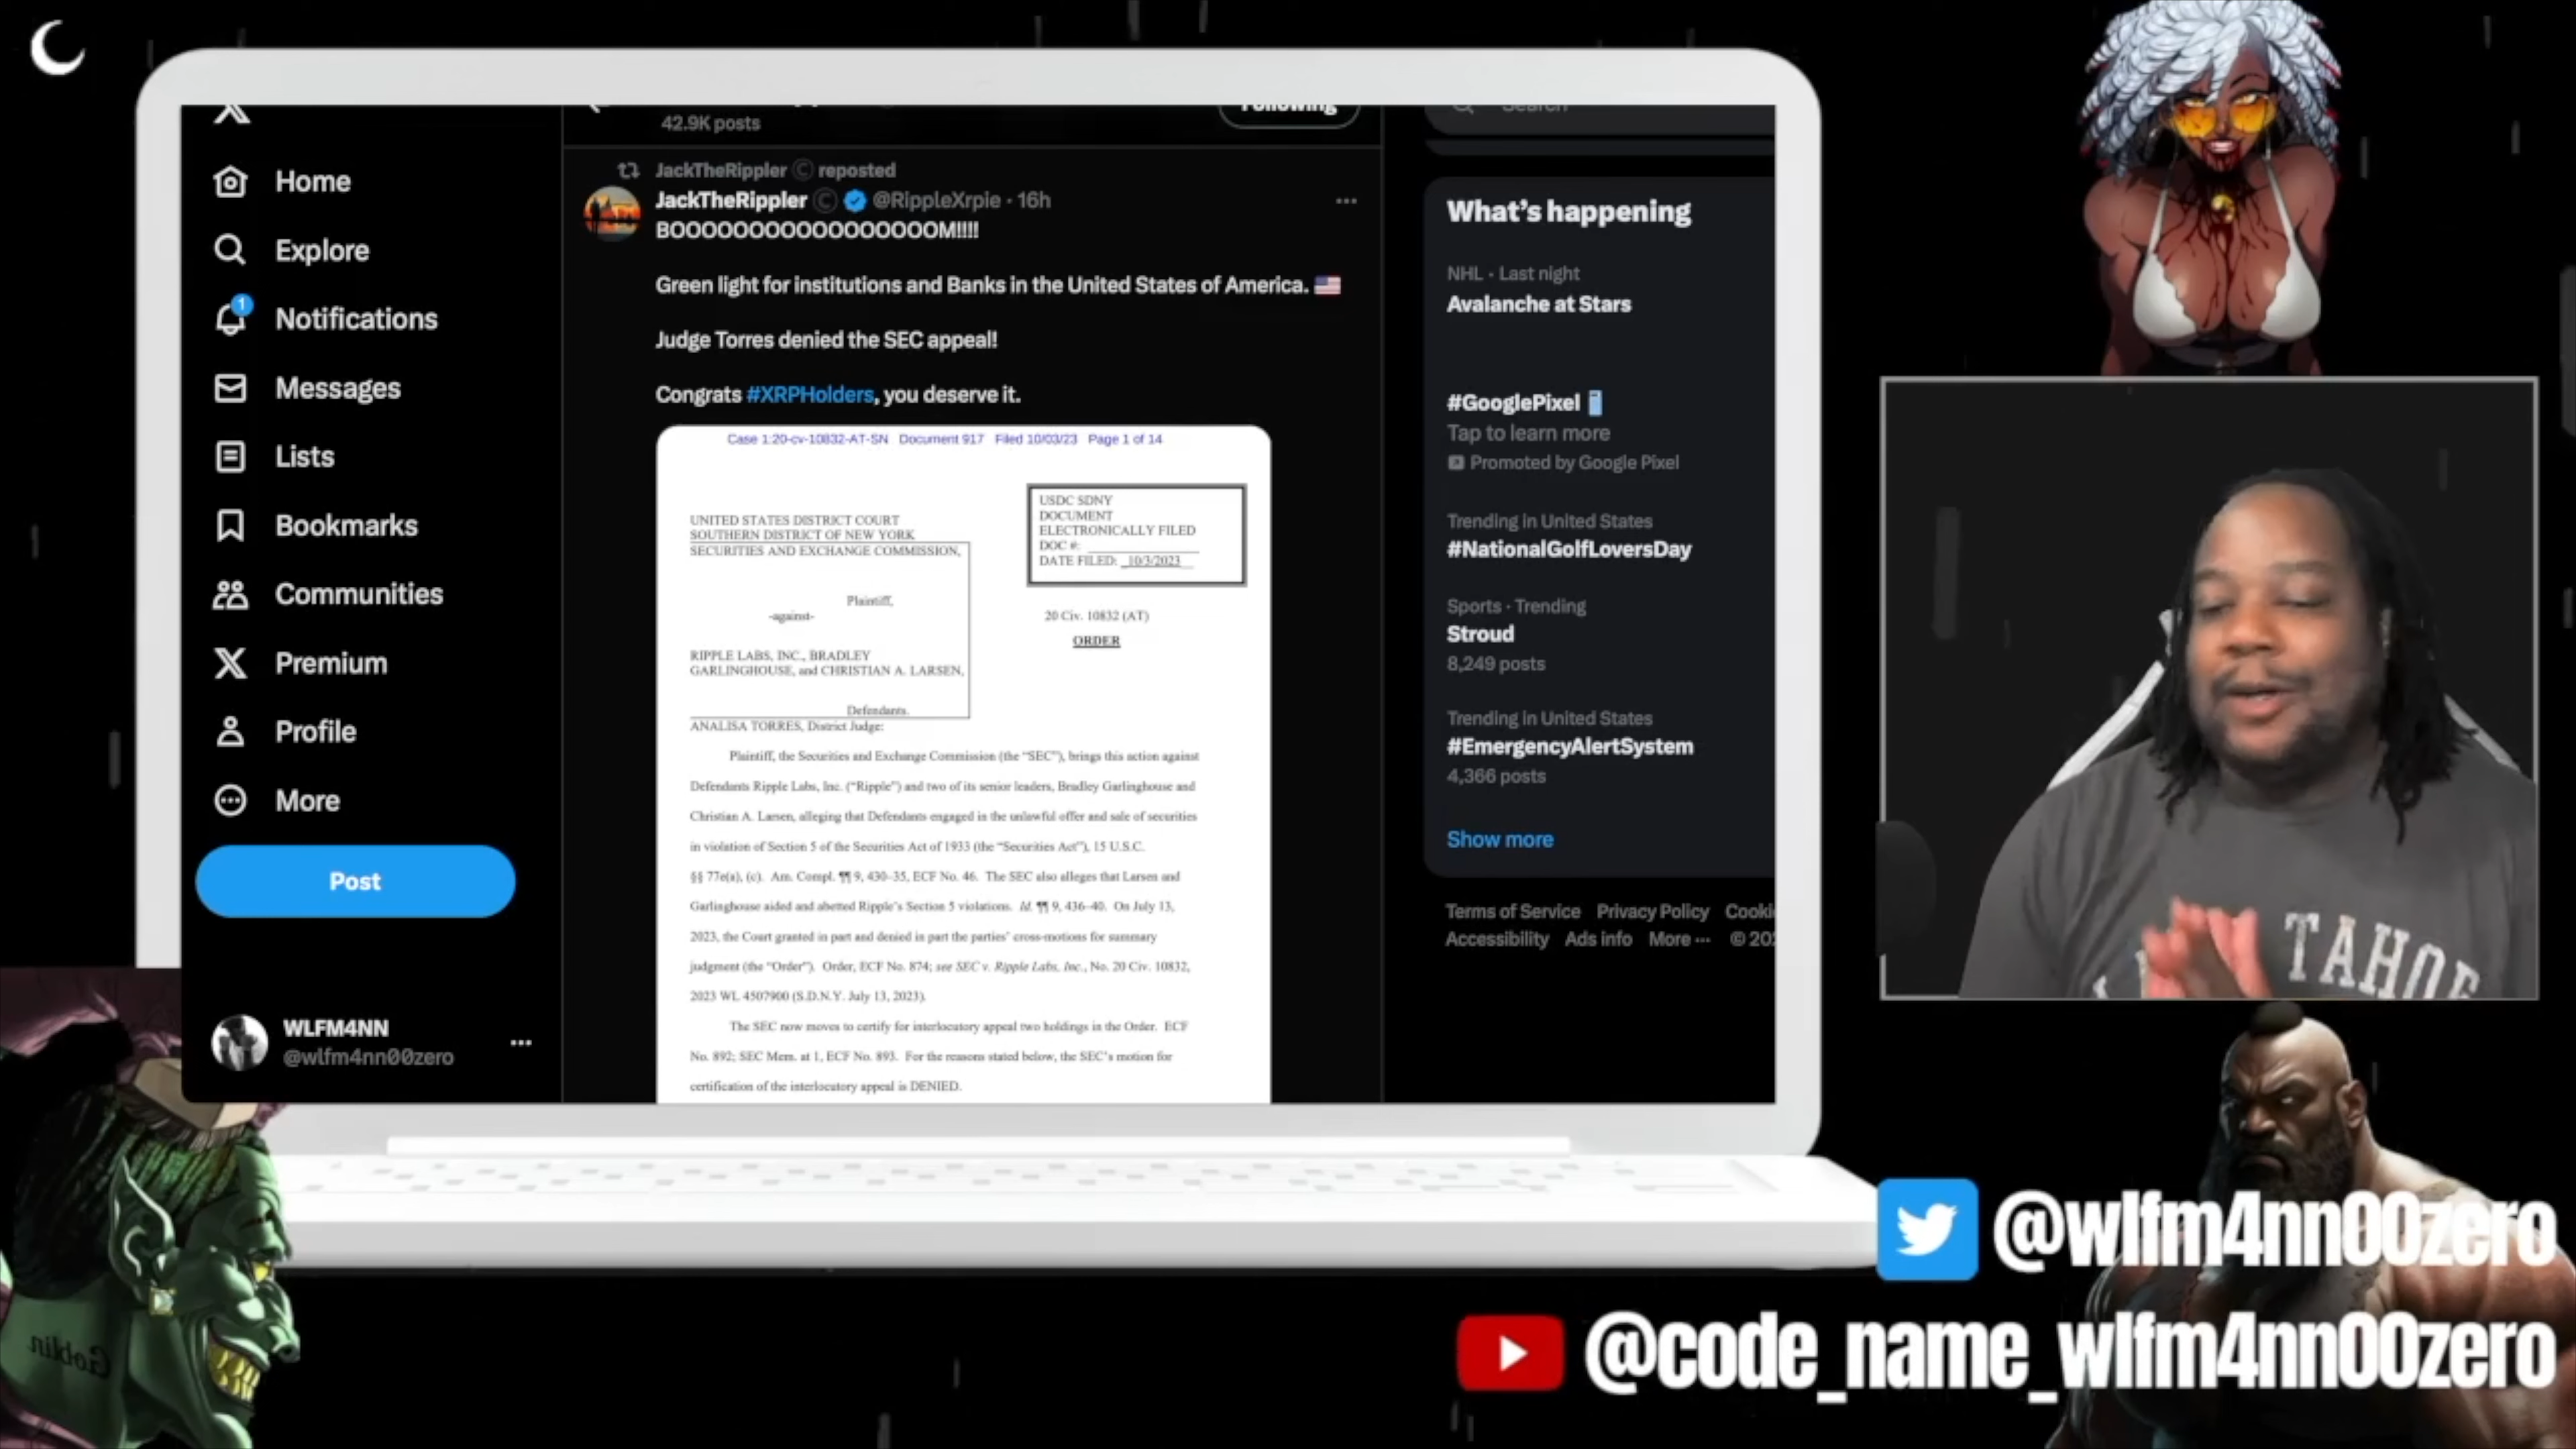 X
Home
Explore
1
Notifications
Messages
Lists
Bookmarks
Communities
Premium
Profile
More
Post
WLFM4NN
@wlfm4nn00zero
Following
42.9K posts
JackTheRippler © reposted
JackTheRippler © @RippleXrpie · 16h
BOOOOOOOOOOOOOOOOOM!!!!
Green light for institutions and Banks in the United States of America. 🇺🇸
Judge Torres denied the SEC appeal!
Congrats #XRPHolders, you deserve it.
Case 1:20-cv-10832-AT-SN Document 917 Filed 10/03/23 Page 1 of 14
USDC SDNY
DOCUMENT
ELECTRONICALLY FILED
DOC #:
DATE FILED: 10/3/2023
UNITED STATES DISTRICT COURT
SOUTHERN DISTRICT OF NEW YORK
SECURITIES AND EXCHANGE COMMISSION,
Plaintiff,
-against-
20 Civ. 10832 (AT)
ORDER
RIPPLE LABS, INC., BRADLEY
GARLINGHOUSE, and CHRISTIAN A. LARSEN,
Defendants.
ANALISA TORRES, District Judge:
Plaintiff, the Securities and Exchange Commission (the “SEC”), brings this action against
Defendants Ripple Labs, Inc. (“Ripple”) and two of its senior leaders, Bradley Garlinghouse and
Christian A. Larsen, alleging that Defendants engaged in the unlawful offer and sale of securities
in violation of Section 5 of the Securities Act of 1933 (the “Securities Act”), 15 U.S.C.
§§ 77e(a), (c). Am. Compl. ¶¶ 9, 430–35, ECF No. 46. The SEC also alleges that Larsen and
Garlinghouse aided and abetted Ripple’s Section 5 violations. Id. ¶¶ 9, 436–40. On July 13,
2023, the Court granted in part and denied in part the parties’ cross-motions for summary
judgment (the “Order”). Order, ECF No. 874; see SEC v. Ripple Labs, Inc., No. 20 Civ. 10832,
2023 WL 4507900 (S.D.N.Y. July 13, 2023).
The SEC now moves to certify for interlocutory appeal two holdings in the Order. ECF
No. 892; SEC Mem. at 1, ECF No. 893. For the reasons stated below, the SEC’s motion for
certification of the interlocutory appeal is DENIED.
Search
What’s happening
NHL · Last night
Avalanche at Stars
#GooglePixel
Tap to learn more
Promoted by Google Pixel
Trending in United States
#NationalGolfLoversDay
Sports · Trending
Stroud
8,249 posts
Trending in United States
#EmergencyAlertSystem
4,366 posts
Show more
Terms of Service Privacy Policy Cooki
Accessibility Ads info More ··· © 20
TAHOE
Goblin
@wlfm4nn00zero
@code_name_wlfm4nn00zero